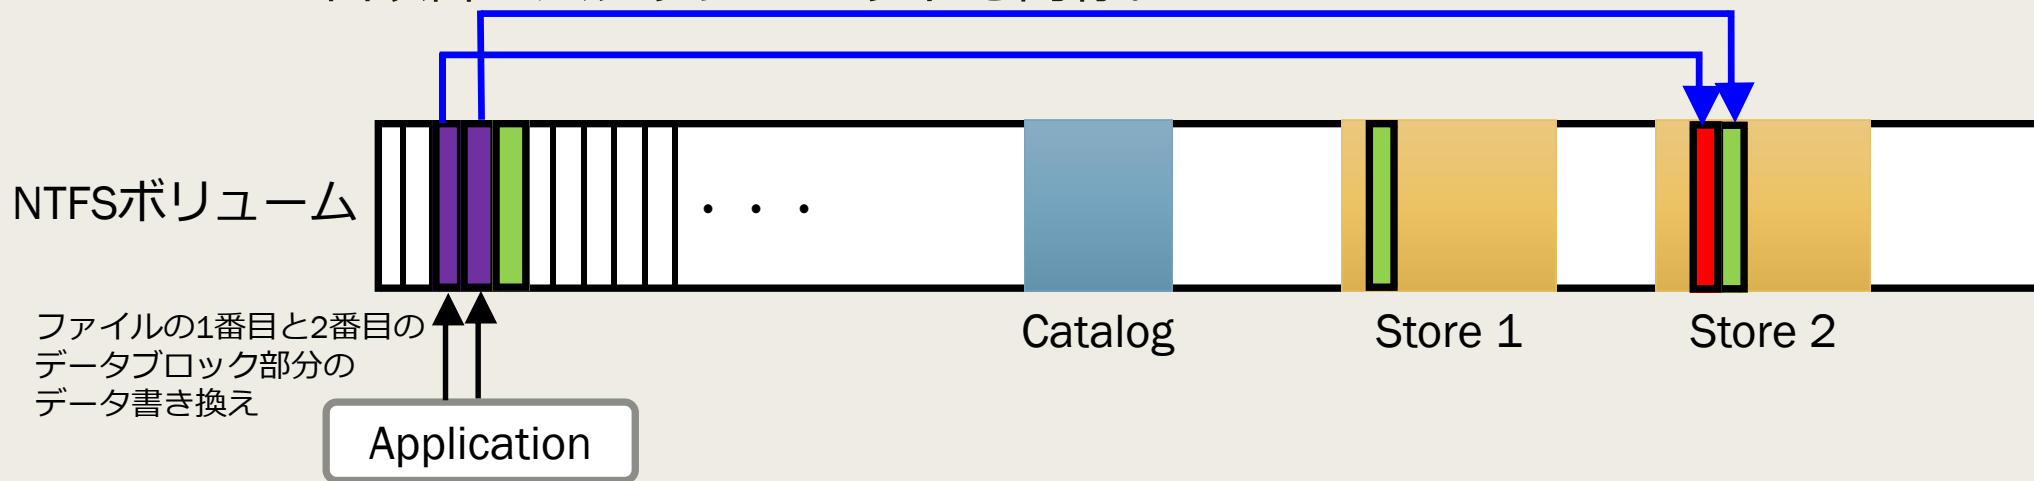 NTFSボリューム
・・・
ファイルの1番目と2番目の
データブロック部分の
データ書き換え
Catalog
Store 1
Store 2
Application